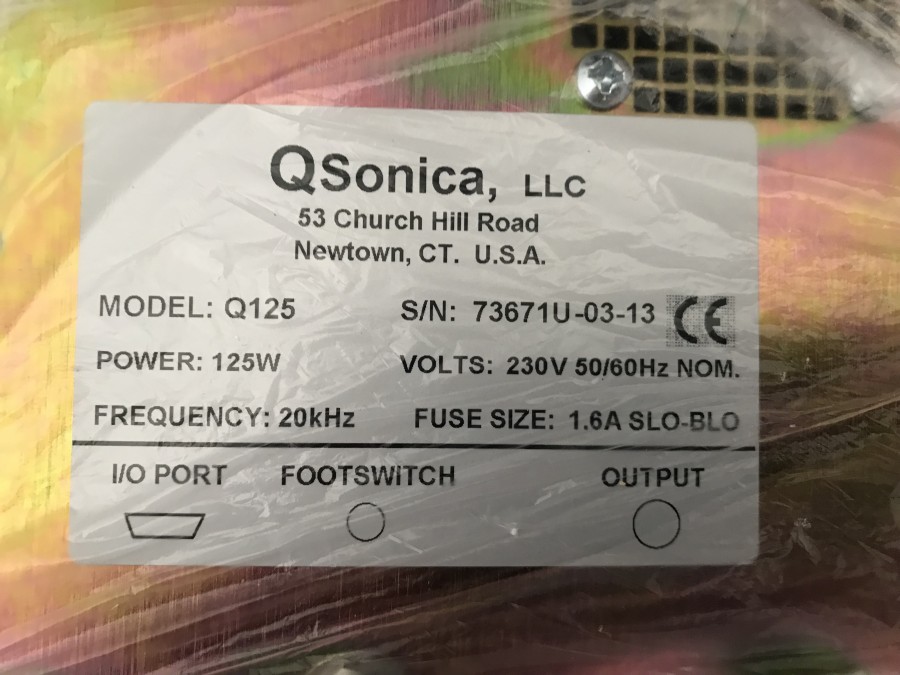 QSonica, LLC
53 Church Hill Road
Newtown, CT. U.S.A.
MODEL: Q125 S/N: 73671U-03-13 CE
POWER: 125W VOLTS: 230V 50/60Hz NOM.
FREQUENCY: 20kHz FUSE SIZE: 1.6A SLO-BLO
I/O PORT FOOTSWITCH OUTPUT